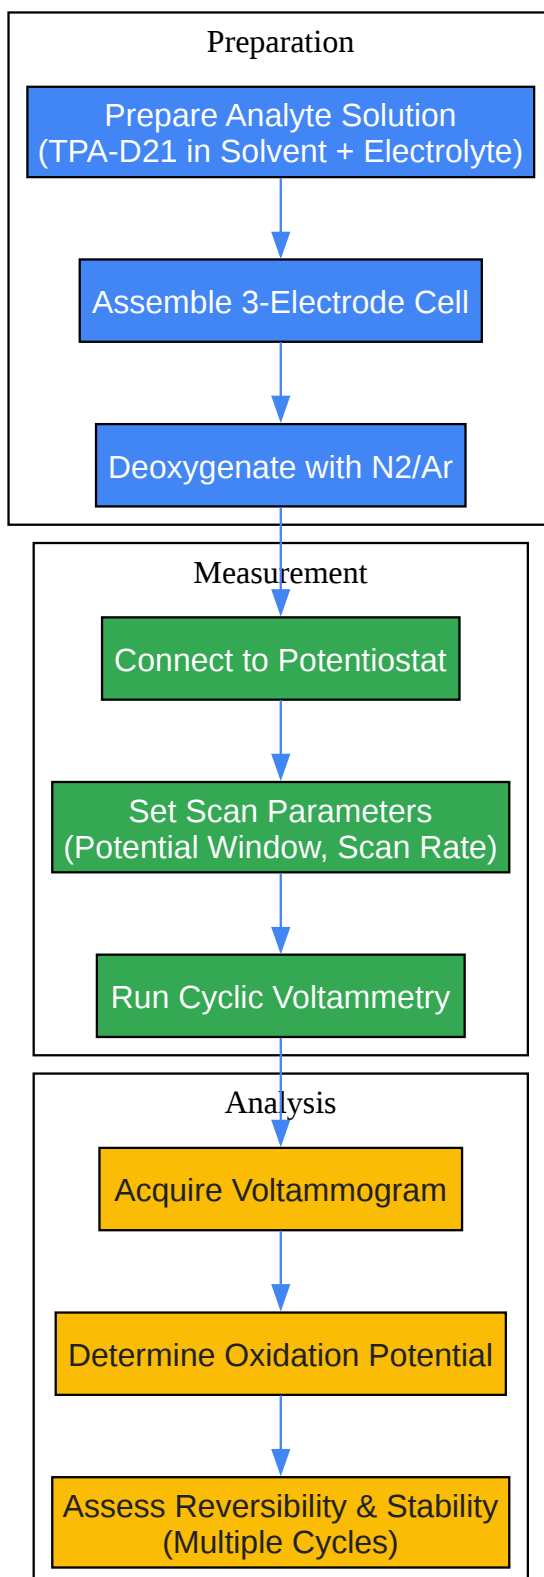 Preparation
Prepare Analyte Solution
(TPA-D21 in Solvent + Electrolyte)
Assemble 3-Electrode Cell
Deoxygenate with N2/Ar
Measurement
Connect to Potentiostat
Set Scan Parameters
(Potential Window, Scan Rate)
Run Cyclic Voltammetry
Analysis
Acquire Voltammogram
Determine Oxidation Potential
Assess Reversibility & Stability
(Multiple Cycles)